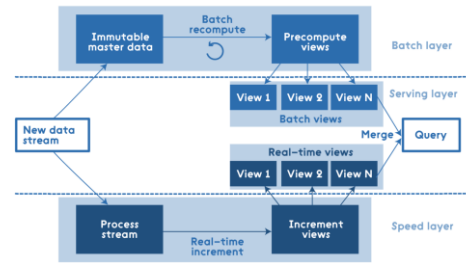 Batch
recompute
Immutable
master data
Precompute
views
Batch layer
View 1
View 2
View N
Serving layer
Batch views
New data
stream
Merge
Query
Real-time views
View 1
View 2
View N
Process
stream
Real-time
increment
Increment
views
Speed layer